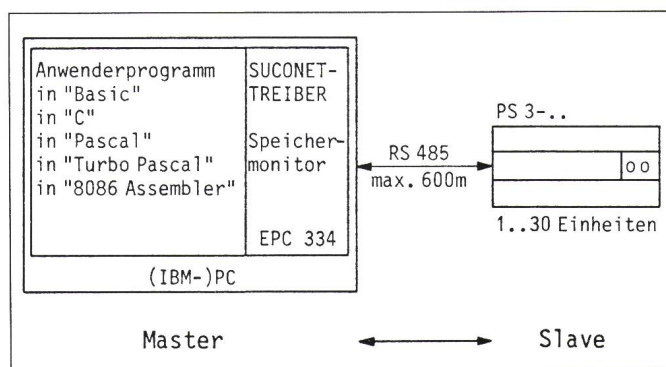 Anwenderprogramm
in "Basic"
in "C"
in "Pascal"
in "Turbo Pascal"
in "8086 Assembler"
SUCONET-
TREIBER
Speicher-
monitor
EPC 334
(IBM-)PC
RS 485
max. 600m
PS 3-..
oo
1..30 Einheiten
Master
Slave